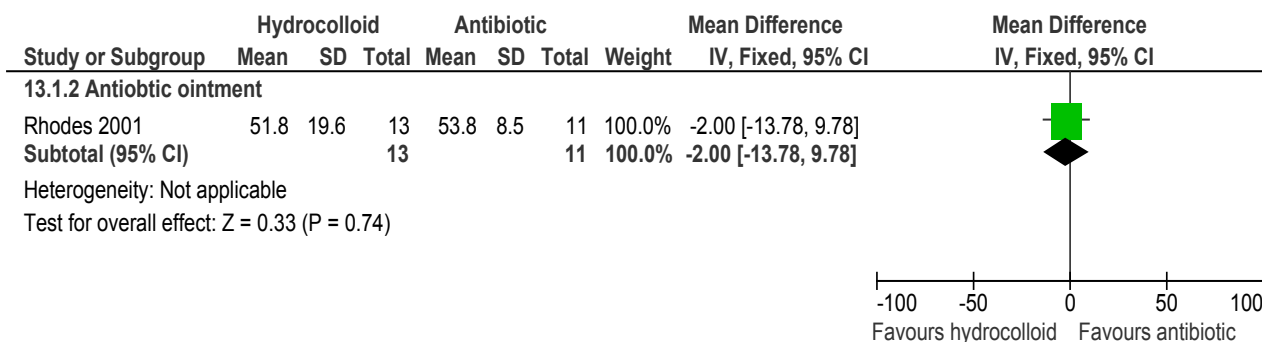 Hydrocolloid Antibiotic Mean Difference Mean Difference
Study or Subgroup Mean SD Total Mean SD Total Weight IV, Fixed, 95% CI IV, Fixed, 95% CI
13.1.2 Antiobtic ointment
Rhodes 2001 51.8 19.6 13 53.8 8.5 11 100.0% -2.00 [-13.78, 9.78]
Subtotal (95% CI) 13 11 100.0% -2.00 [-13.78, 9.78]
Heterogeneity: Not applicable
Test for overall effect: Z = 0.33 (P = 0.74)
-100 -50 0 50 100
Favours hydrocolloid Favours antibiotic